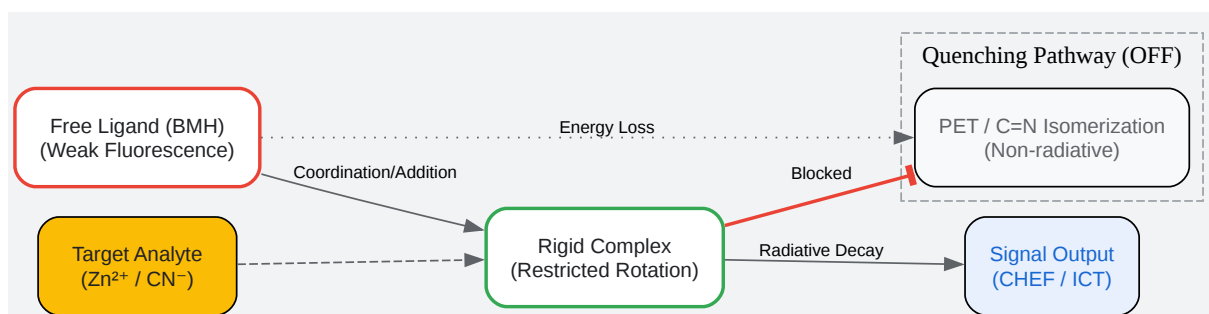 Quenching Pathway (OFF)
Free Ligand (BMH)
(Weak Fluorescence)
Energy Loss
PET / C=N Isomerization
(Non-radiative)
Coordination/Addition
Blocked
Target Analyte
(Zn²⁺ / CN⁻)
Rigid Complex
(Restricted Rotation)
Radiative Decay
Signal Output
(CHEF / ICT)